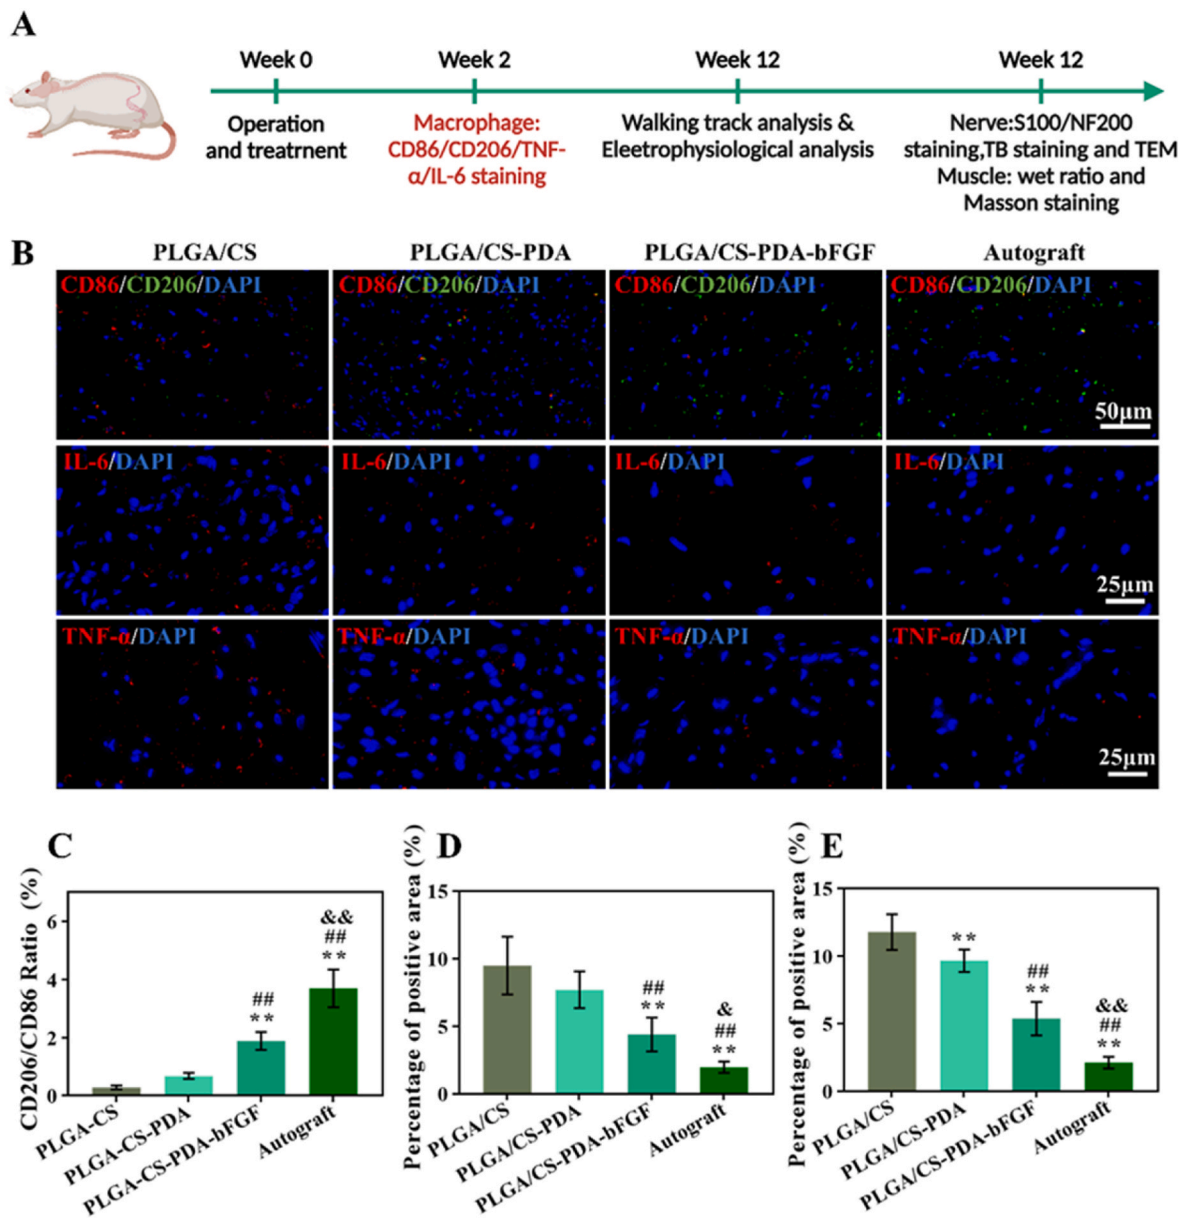 A
Week 0
Week 2
Week 12
Week 12
Operation
and treatrnent
Macrophage:
CD86/CD206/TNF-
α/IL-6 staining
Walking track analysis &
Eleetrophysiological analysis
Nerve:S100/NF200
staining,TB staining and TEM
Muscle: wet ratio and
Masson staining
B
PLGA/CS
PLGA/CS-PDA
PLGA/CS-PDA-bFGF
Autograft
CD86/CD206/DAPI
CD86/CD206/DAPI
CD86/CD206/DAPI
CD86/CD206/DAPI
50μm
IL-6/DAPI
IL-6/DAPI
IL-6/DAPI
IL-6/DAPI
25μm
TNF-α/DAPI
TNF-α/DAPI
TNF-α/DAPI
TNF-α/DAPI
25μm
C
CD206/CD86 Ratio (%)
6
4
2
0
##
**
&&
##
**
PLGA-CS
PLGA-CS-PDA
PLGA-CS-PDA-bFGF
Autograft
D
Percentage of positive area (%)
15
10
5
0
##
**
&
##
**
PLGA/CS
PLGA/CS-PDA
PLGA/CS-PDA-bFGF
Autograft
E
Percentage of positive area (%)
15
10
5
0
**
##
**
&&
##
**
PLGA/CS
PLGA/CS-PDA
PLGA/CS-PDA-bFGF
Autograft